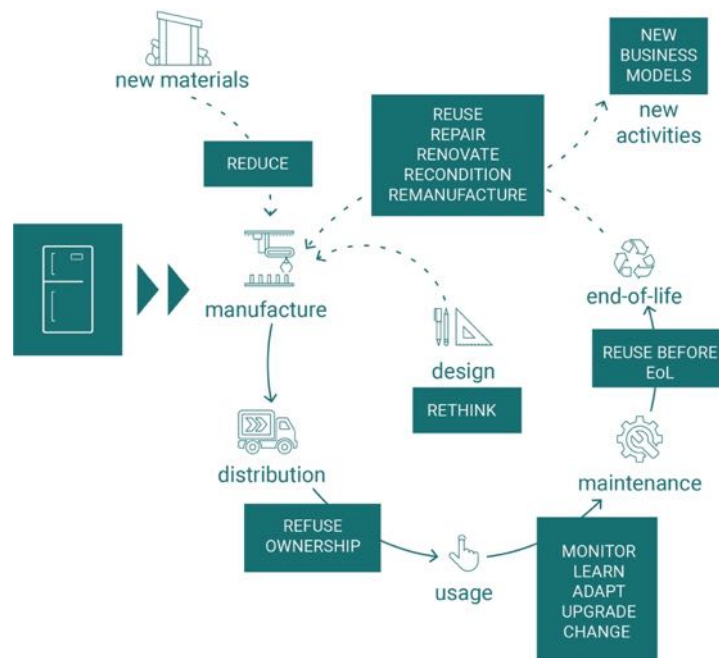 new materials
REDUCE
REUSE
REPAIR
RENOVATE
RECONDITION
REMANUFACTURE
NEW
BUSINESS
MODELS
new
activities
manufacture
end-of-life
REUSE BEFORE
EoL
design
RETHINK
distribution
REFUSE
OWNERSHIP
maintenance
usage
MONITOR
LEARN
ADAPT
UPGRADE
CHANGE